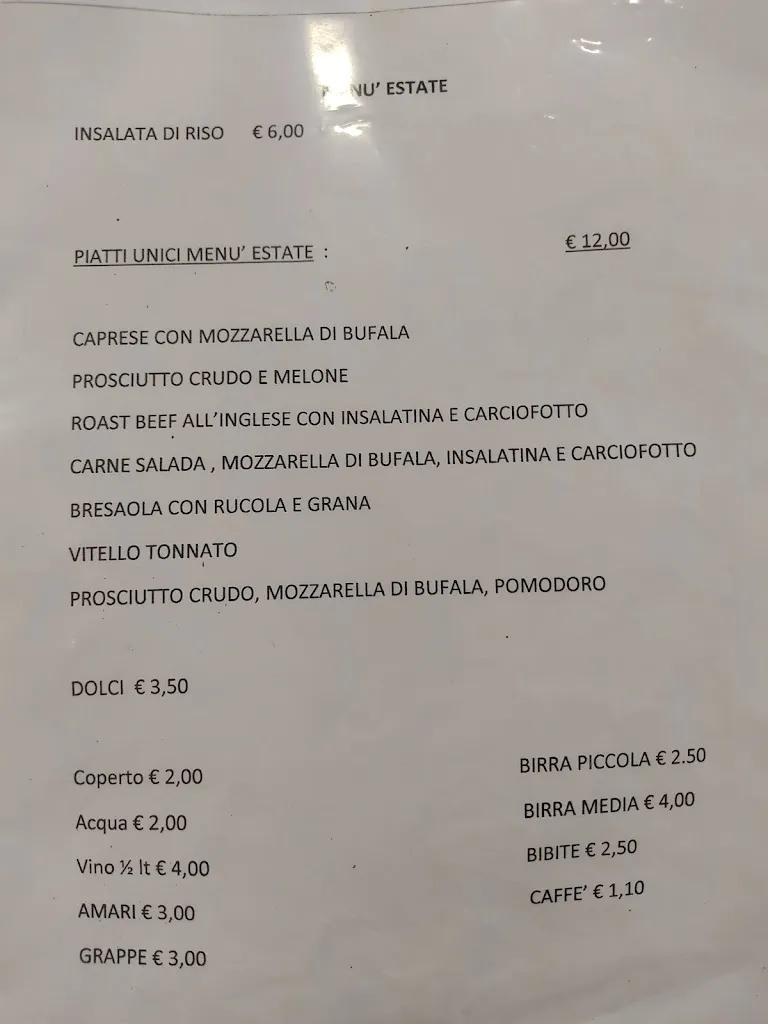 MENU' ESTATE
INSALATA DI RISO € 6,00
PIATTI UNICI MENU' ESTATE : € 12,00
CAPRESE CON MOZZARELLA DI BUFALA
PROSCIUTTO CRUDO E MELONE
ROAST BEEF ALL'INGLESE CON INSALATINA E CARCIOFOTTO
CARNE SALADA , MOZZARELLA DI BUFALA, INSALATINA E CARCIOFOTTO
BRESAOLA CON RUCOLA E GRANA
VITELLO TONNATO
PROSCIUTTO CRUDO, MOZZARELLA DI BUFALA, POMODORO
DOLCI € 3,50
Coperto € 2,00
Acqua € 2,00
Vino ½ lt € 4,00
AMARI € 3,00
GRAPPE € 3,00
BIRRA PICCOLA € 2.50
BIRRA MEDIA € 4,00
BIBITE € 2,50
CAFFE' € 1,10